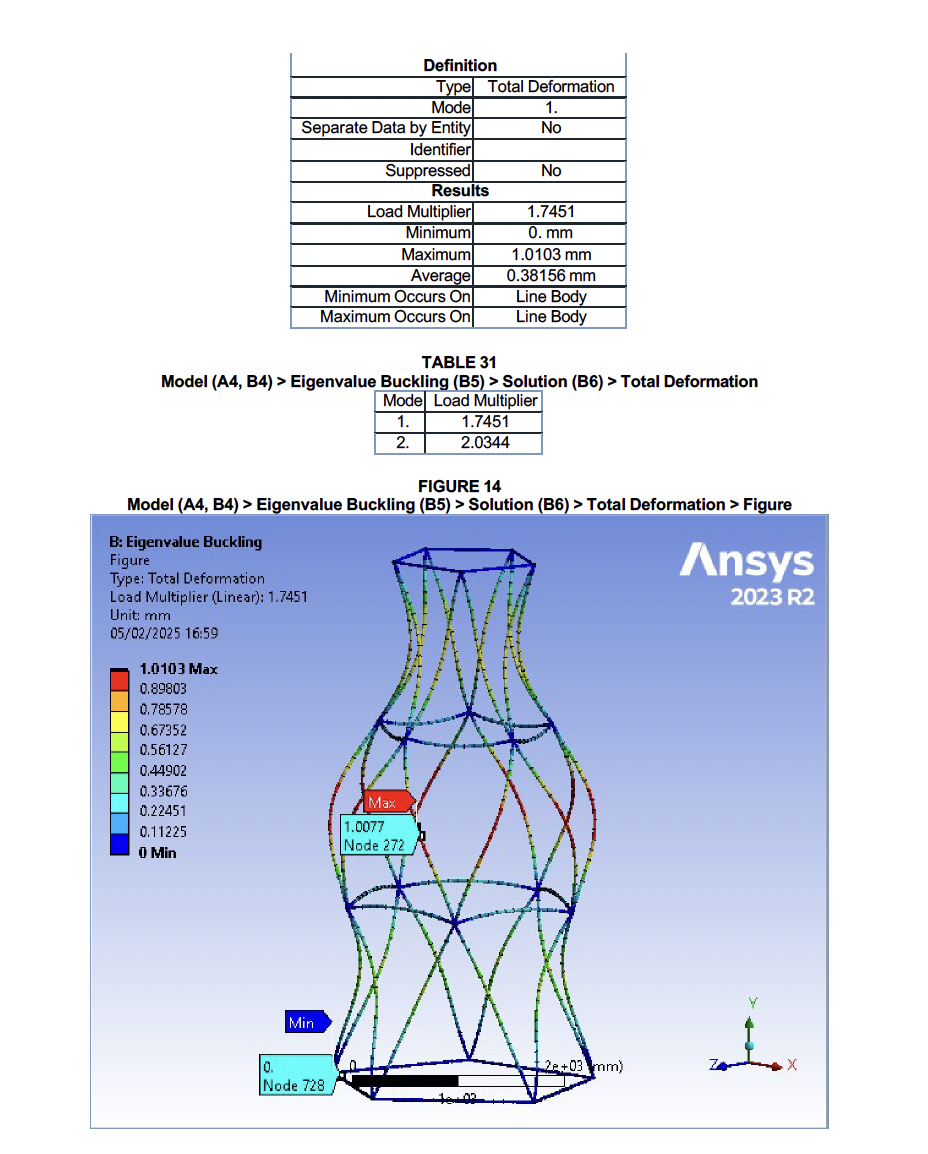 Definition
Type Total Deformation
Mode 1.
Separate Data by Entity No
Identifier
Suppressed No
Results
Load Multiplier 1.7451
Minimum 0. mm
Maximum 1.0103 mm
Average 0.38156 mm
Minimum Occurs On Line Body
Maximum Occurs On Line Body
TABLE 31
Model (A4, B4) > Eigenvalue Buckling (B5) > Solution (B6) > Total Deformation
Mode Load Multiplier
1. 1.7451
2. 2.0344
FIGURE 14
Model (A4, B4) > Eigenvalue Buckling (B5) > Solution (B6) > Total Deformation > Figure
B: Eigenvalue Buckling
Figure
Type: Total Deformation
Load Multiplier (Linear): 1.7451
Unit: mm
05/02/2025 16:59
Ansys
2023 R2
1.0103 Max
0.89803
0.78578
0.67352
0.56127
0.44902
0.33676
0.22451
0.11225
0 Min
Max
1.0077
Node 272
Min
0.
Node 728
0
2e+03 (mm)
1e+03
Y
Z
X